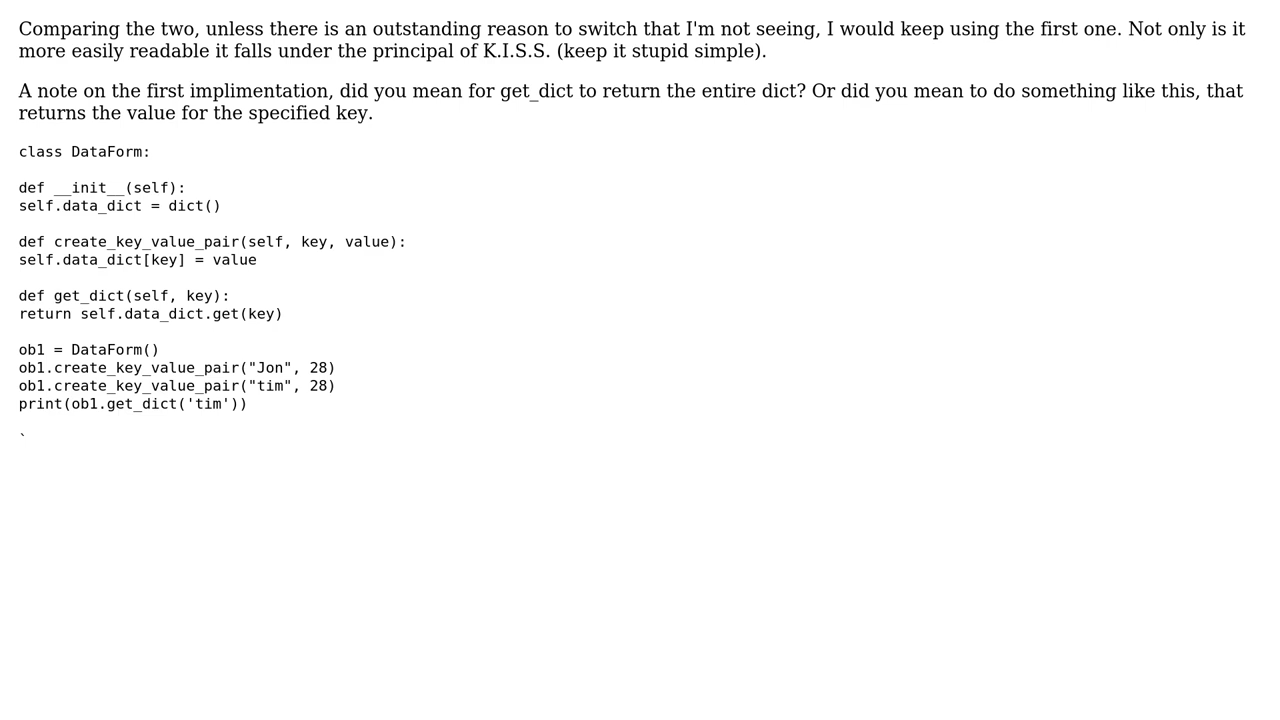 Comparing the two, unless there is an outstanding reason to switch that I'm not seeing, I would keep using the first one. Not only is it
more easily readable it falls under the principal of K.I.S.S. (keep it stupid simple).
A note on the first implimentation, did you mean for get_dict to return the entire dict? Or did you mean to do something like this, that
returns the value for the specified key.
class DataForm:
def __init__(self):
self.data_dict = dict()
def create_key_value_pair(self, key, value):
self.data_dict[key] = value
def get_dict(self, key):
return self.data_dict.get(key)
ob1 = DataForm()
ob1.create_key_value_pair("Jon", 28)
ob1.create_key_value_pair("tim", 28)
print(ob1.get_dict('tim'))
`